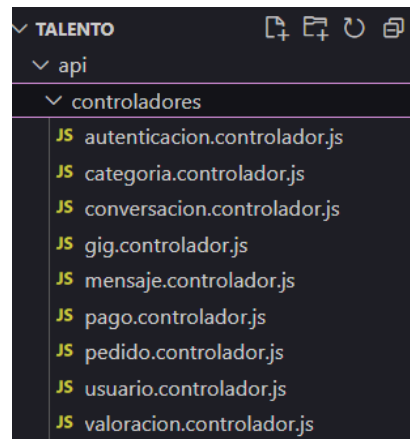 TALENTO
api
controladores
JS autenticacion.controlador.js
JS categoria.controlador.js
JS conversacion.controlador.js
JS gig.controlador.js
JS mensaje.controlador.js
JS pago.controlador.js
JS pedido.controlador.js
JS usuario.controlador.js
JS valoracion.controlador.js